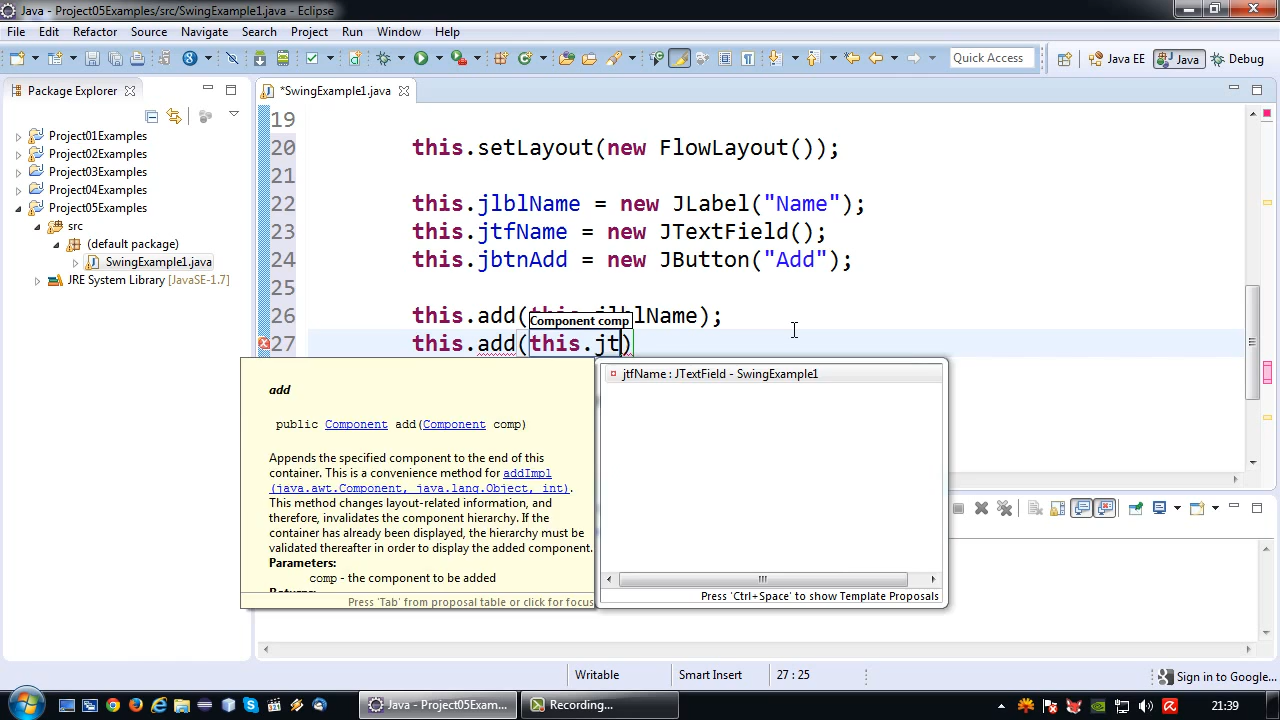 Java - Project05Examples/src/SwingExample1.java - Eclipse
File Edit Refactor Source Navigate Search Project Run Window Help
Quick Access Java EE Java Debug
Package Explorer
*SwingExample1.java
Project01Examples
Project02Examples
Project03Examples
Project04Examples
Project05Examples
src
(default package)
SwingExample1.java
JRE System Library [JavaSE-1.7]
19
20 this.setLayout(new FlowLayout());
21
22 this.jlblName = new JLabel("Name");
23 this.jtfName = new JTextField();
24 this.jbtnAdd = new JButton("Add");
25
26 this.add(this.jlblName);
Component comp
27 this.add(this.jt)
add
public Component add(Component comp)
Appends the specified component to the end of this
container. This is a convenience method for addImpl
(java.awt.Component, java.lang.Object, int).
This method changes layout-related information, and
therefore, invalidates the component hierarchy. If the
container has already been displayed, the hierarchy must be
validated thereafter in order to display the added component.
Parameters:
comp - the component to be added
Returns:
Press 'Tab' from proposal table or click for focus
jtfName : JTextField - SwingExample1
Press 'Ctrl+Space' to show Template Proposals
Writable Smart Insert 27 : 25
Sign in to Google...
Java - Project05Exam... Recording... 21:39